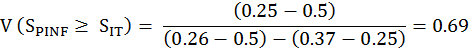 V (S_PINF ≥ S_IT) = (0.25 − 0.5) / ((0.26 − 0.5) − (0.37 − 0.25)) = 0.69